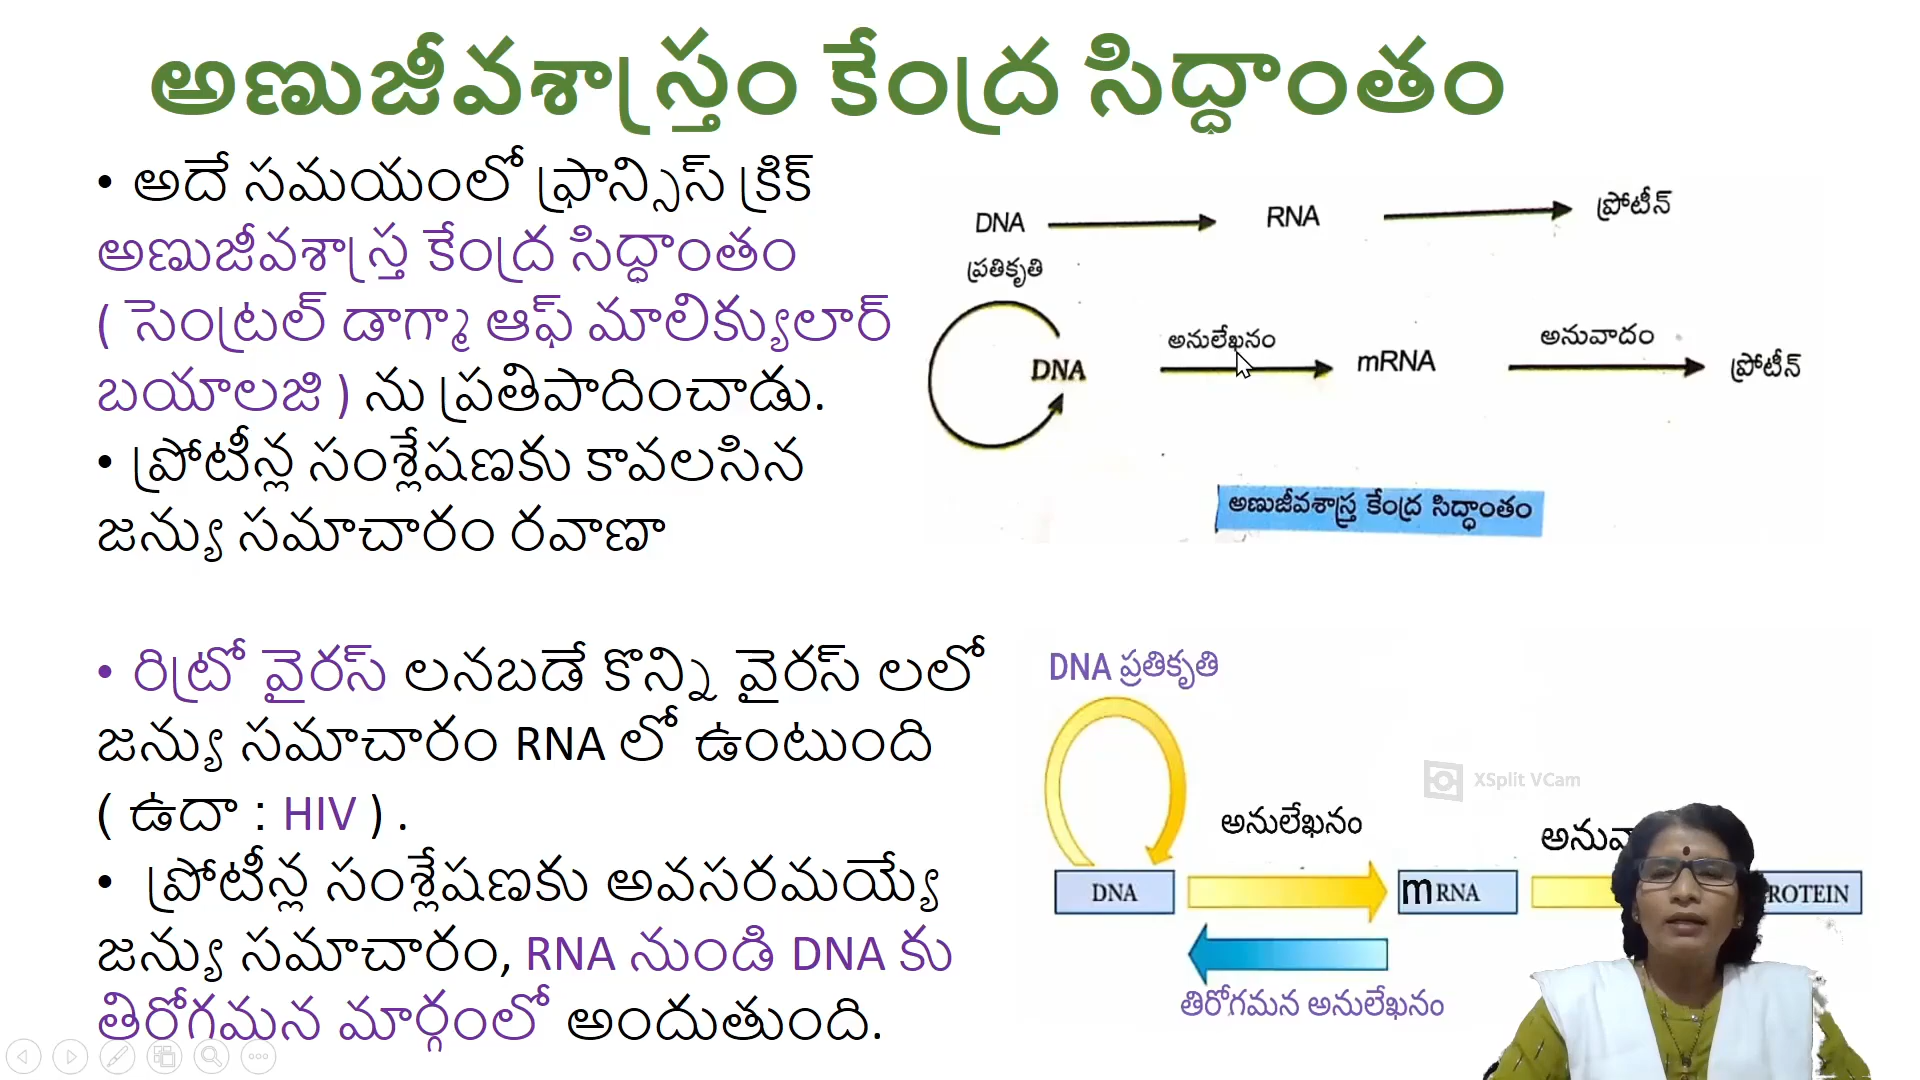 అణుజీవశాస్త్రం కేంద్ర సిద్ధాంతం
• అదే సమయంలో ఫ్రాన్సిస్ క్రిక్
అణుజీవశాస్త్ర కేంద్ర సిద్ధాంతం
( సెంట్రల్ డాగ్మా ఆఫ్ మాలిక్యులార్
బయాలజి ) ను ప్రతిపాదించాడు.
• ప్రోటీన్ల సంశ్లేషణకు కావలసిన
జన్యు సమాచారం రవాణా
• రిట్రో వైరస్ లనబడే కొన్ని వైరస్ లలో
జన్యు సమాచారం RNA లో ఉంటుంది
( ఉదా : HIV ) .
• ప్రోటీన్ల సంశ్లేషణకు అవసరమయ్యే
జన్యు సమాచారం, RNA నుండి DNA కు
తిరోగమన మార్గంలో అందుతుంది.
DNA RNA ప్రోటీన్
ప్రతికృతి
అనులేఖనం అనువాదం
DNA mRNA ప్రోటీన్
అణుజీవశాస్త్ర కేంద్ర సిద్ధాంతం
DNA ప్రతికృతి
XSplit VCam
అనులేఖనం
DNA mRNA
తిరోగమన అనులేఖనం